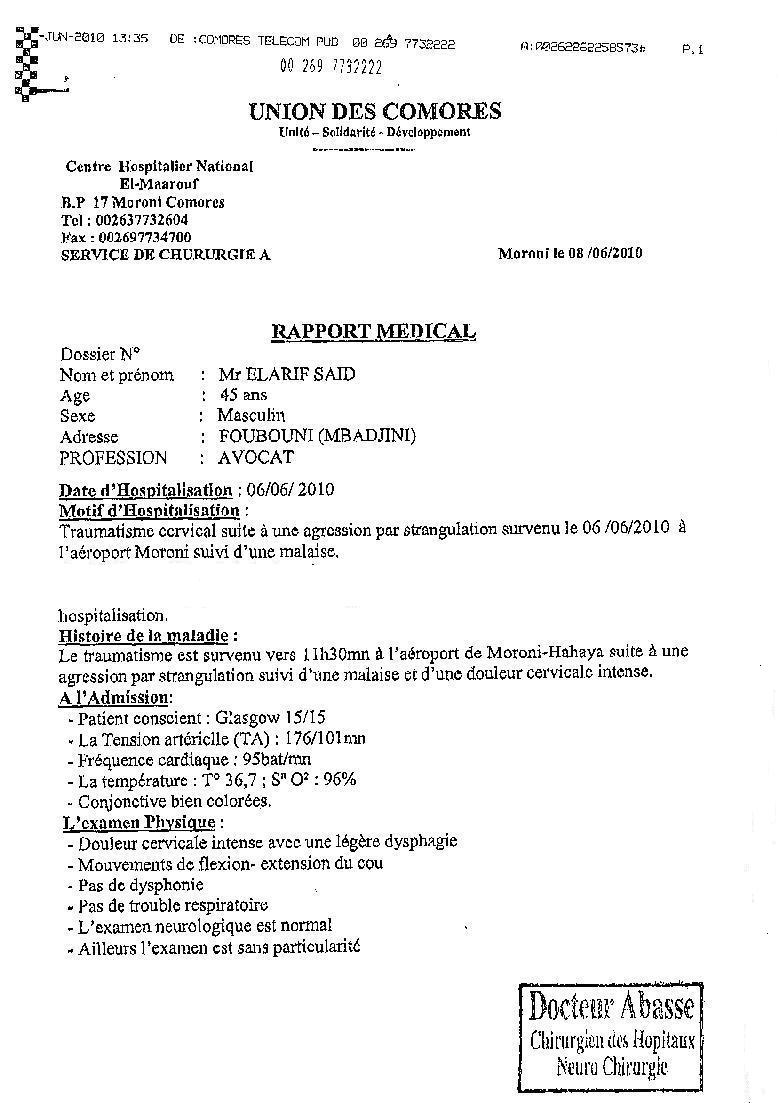 -JUN-2010 13:35 DE :COMORES TELECOM PUD 00 269 7732222 P.1
00 269 7732222
UNION DES COMORES
Unité – Solidarité - Développement
Centre Hospitalier National
El-Maarouf
B.P 17 Moroni Comores
Tel : 002637732604
Fax : 002697734700
SERVICE DE CHURURGIE A
Moroni le 08 /06/2010
RAPPORT MEDICAL
Dossier N°
Nom et prénom : Mr ELARIF SAID
Age : 45 ans
Sexe : Masculin
Adresse : FOUBOUNI (MBADJINI)
PROFESSION : AVOCAT
Date d'Hospitalisation : 06/06/ 2010
Motif d'Hospitalisation :
Traumatisme cervical suite à une agression par strangulation survenu le 06 /06/2010 à
l'aéroport Moroni suivi d'une malaise.
hospitalisation.
Histoire de la maladie :
Le traumatisme est survenu vers 11h30mn à l'aéroport de Moroni-Hahaya suite à une
agression par strangulation suivi d'une malaise et d'une douleur cervicale intense.
A l'Admission:
- Patient conscient : Glasgow 15/15
- La Tension artérielle (TA) : 176/101mn
- Fréquence cardiaque : 95bat/mn
- La température : T° 36,7 ; Sⁿ O² : 96%
- Conjonctive bien colorées.
L'examen Physique :
- Douleur cervicale intense avec une légère dysphagie
- Mouvements de flexion- extension du cou
- Pas de dysphonie
- Pas de trouble respiratoire
- L'examen neurologique est normal
- Ailleurs l'examen est sans particularité
Docteur Abasse
Chirurgien des Hopitaux
Neuro Chirurgie